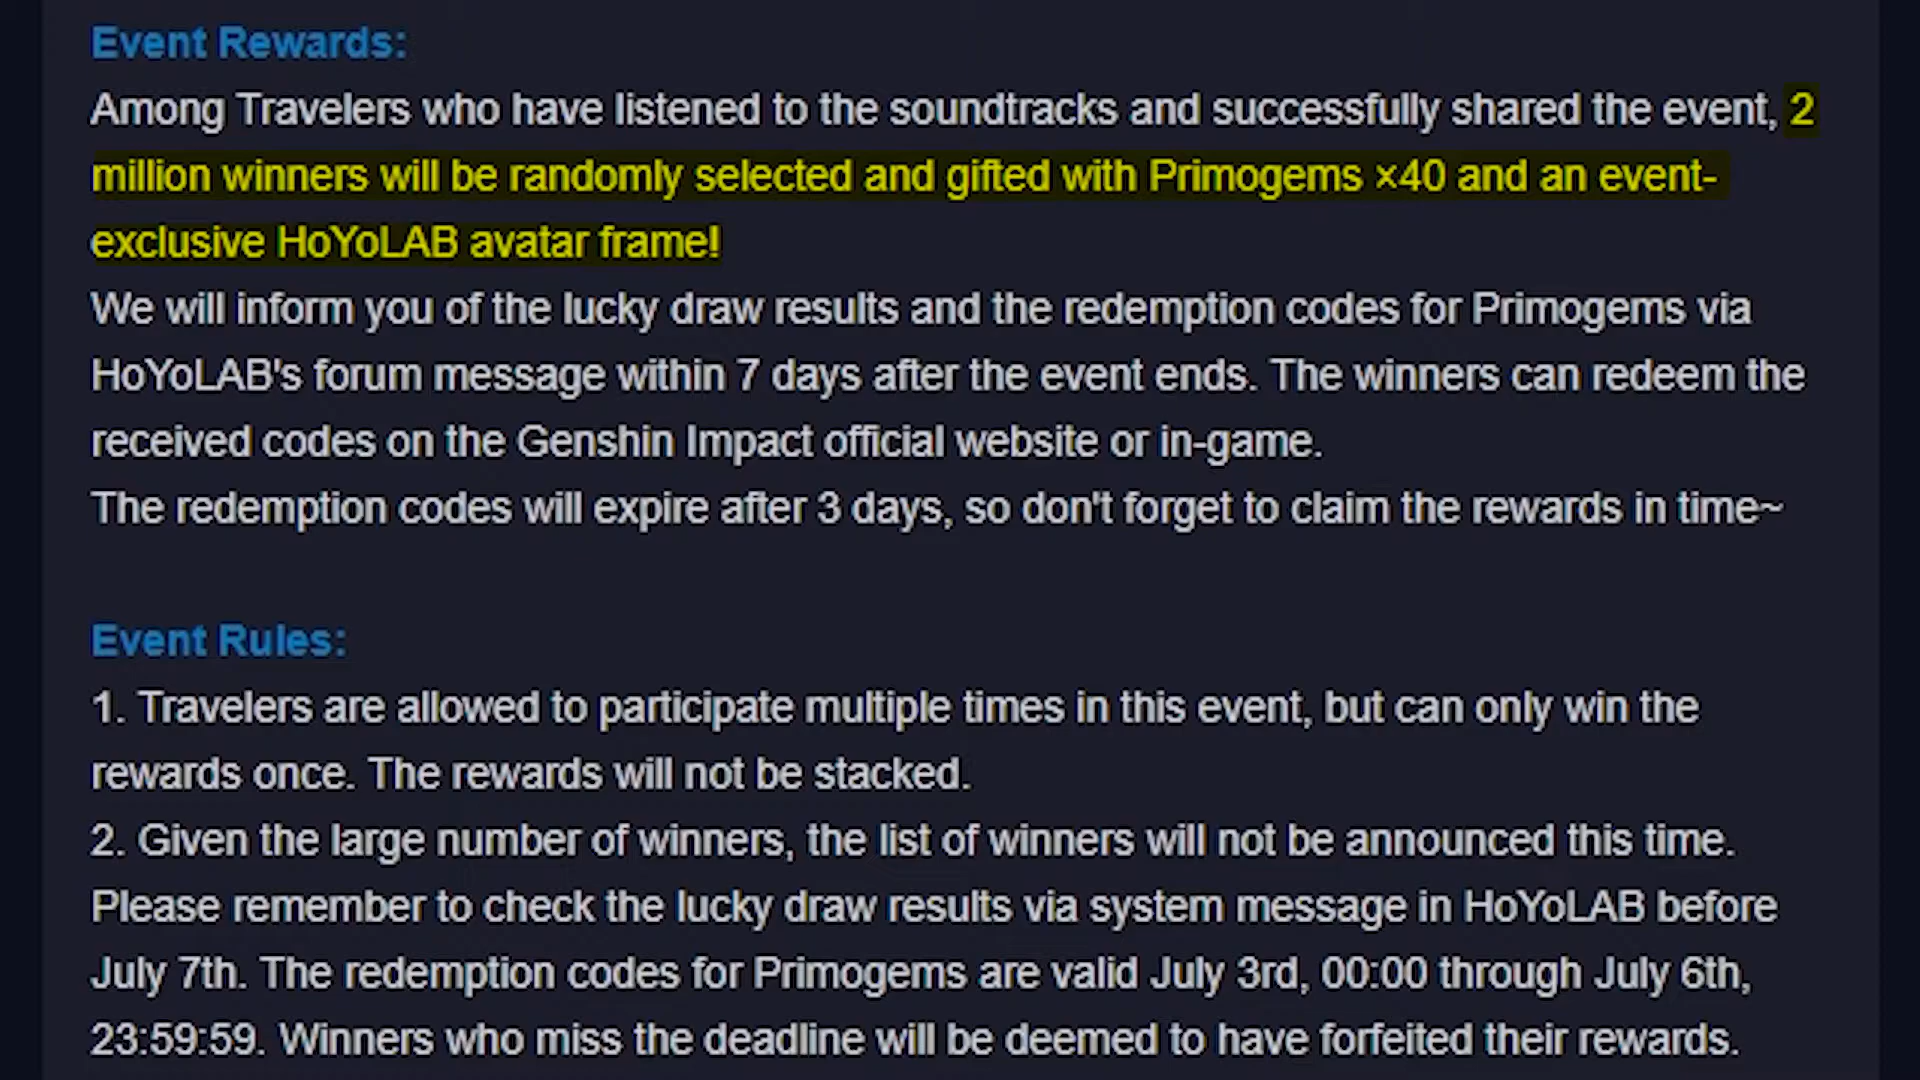 Event Rewards:
Among Travelers who have listened to the soundtracks and successfully shared the event, 2
million winners will be randomly selected and gifted with Primogems ×40 and an event-
exclusive HoYoLAB avatar frame!
We will inform you of the lucky draw results and the redemption codes for Primogems via
HoYoLAB's forum message within 7 days after the event ends. The winners can redeem the
received codes on the Genshin Impact official website or in-game.
The redemption codes will expire after 3 days, so don't forget to claim the rewards in time~
Event Rules:
1. Travelers are allowed to participate multiple times in this event, but can only win the
rewards once. The rewards will not be stacked.
2. Given the large number of winners, the list of winners will not be announced this time.
Please remember to check the lucky draw results via system message in HoYoLAB before
July 7th. The redemption codes for Primogems are valid July 3rd, 00:00 through July 6th,
23:59:59. Winners who miss the deadline will be deemed to have forfeited their rewards.